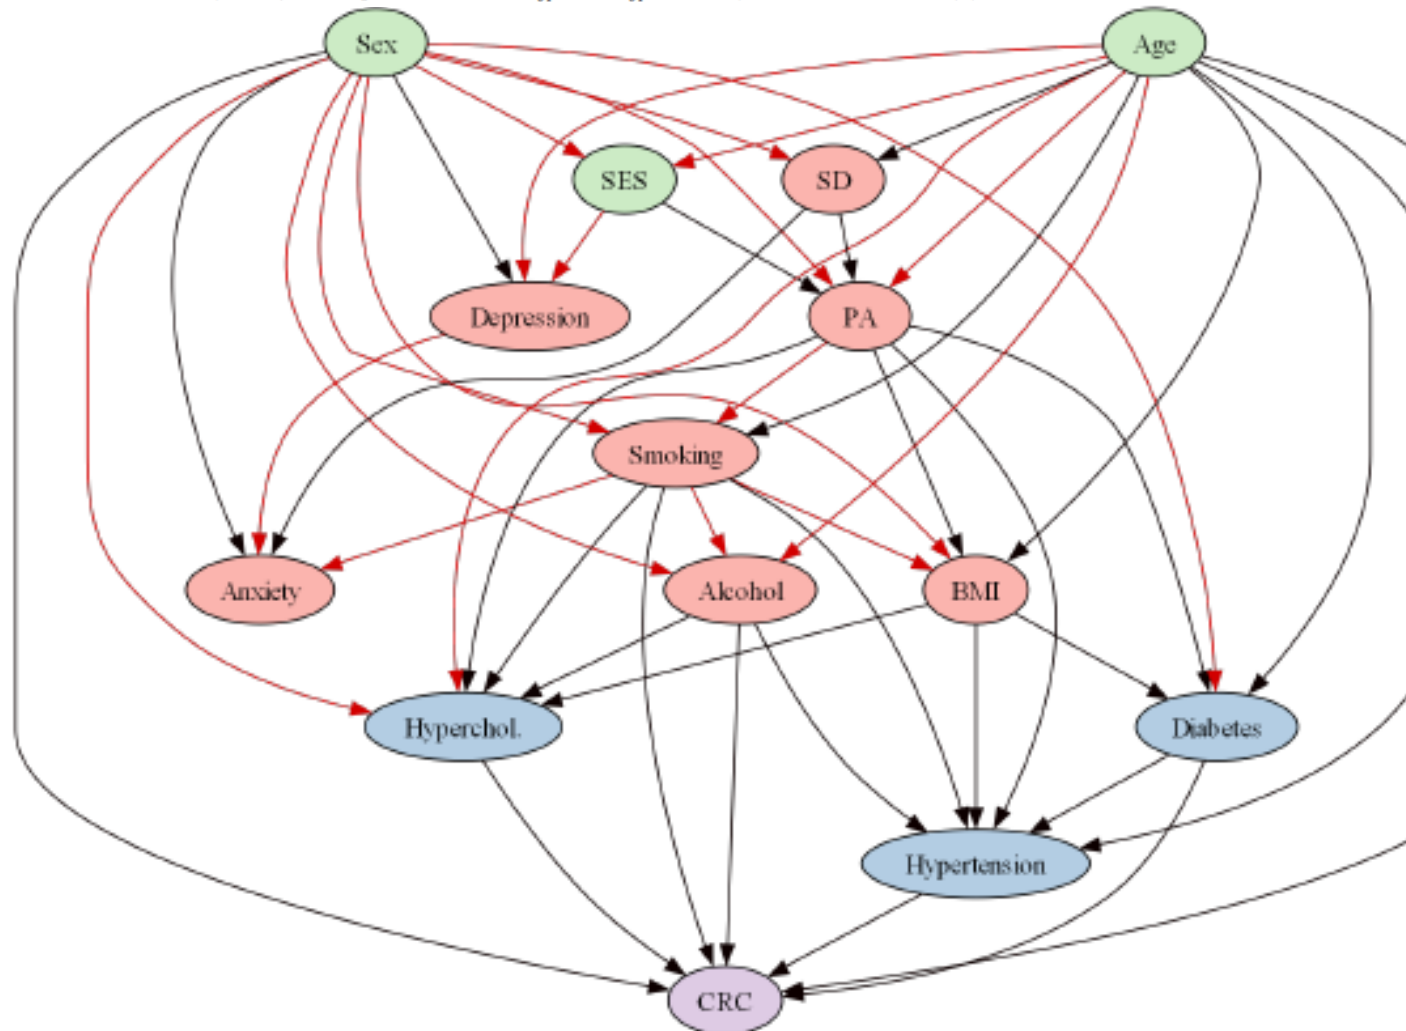 Sex
Age
SES
SD
Depression
PA
Smoking
Anxiety
Alcohol
BMI
Hyperchol.
Diabetes
Hypertension
CRC